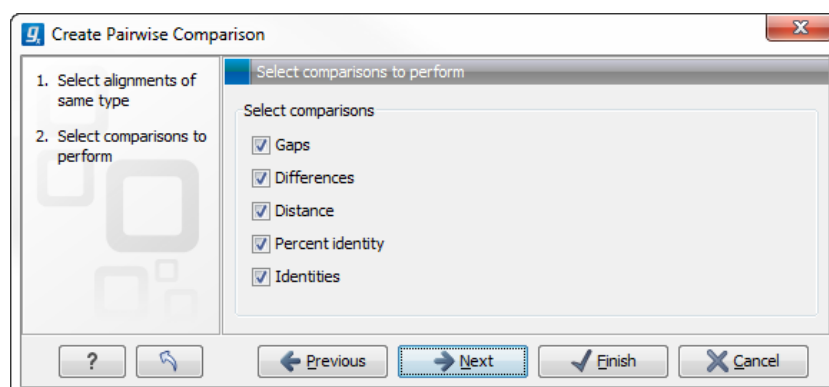 Create Pairwise Comparison
1. Select alignments of
same type
2. Select comparisons to
perform
Select comparisons to perform
Select comparisons
Gaps
Differences
Distance
Percent identity
Identities
?
Previous
Next
Finish
Cancel